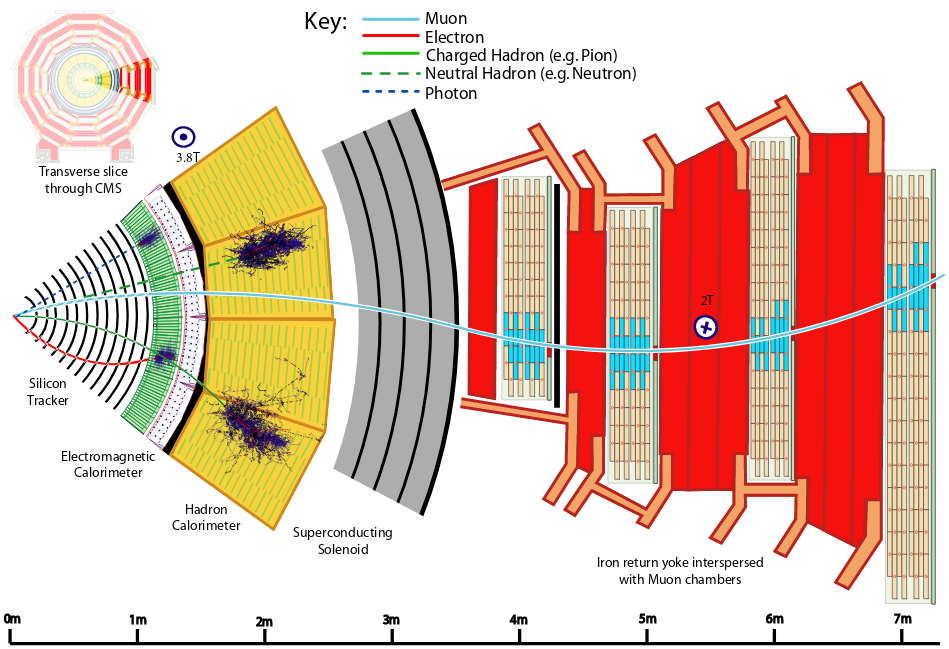 Key:
Muon
Electron
Charged Hadron (e.g. Pion)
Neutral Hadron (e.g. Neutron)
Photon
3.8T
Transverse slice
through CMS
2T
Silicon
Tracker
Electromagnetic
Calorimeter
Hadron
Calorimeter
Superconducting
Solenoid
Iron return yoke interspersed
with Muon chambers
0m 1m 2m 3m 4m 5m 6m 7m